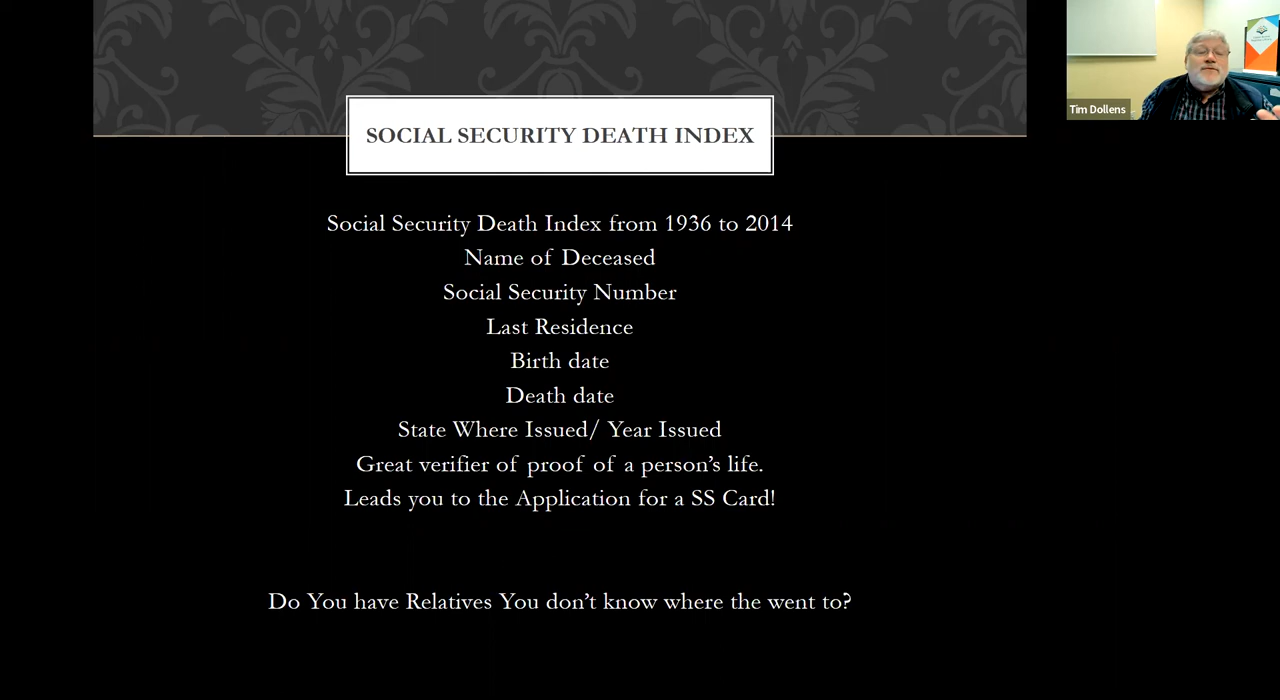 SOCIAL SECURITY DEATH INDEX
Social Security Death Index from 1936 to 2014
Name of Deceased
Social Security Number
Last Residence
Birth date
Death date
State Where Issued/ Year Issued
Great verifier of proof of a person's life.
Leads you to the Application for a SS Card!
Do You have Relatives You don't know where the went to?
Tim Dollens